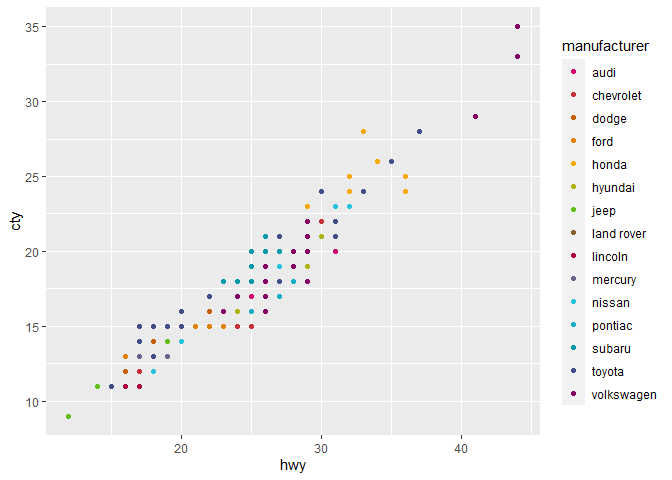 35
30
25
20
15
10
cty
20
30
40
hwy
manufacturer
audi
chevrolet
dodge
ford
honda
hyundai
jeep
land rover
lincoln
mercury
nissan
pontiac
subaru
toyota
volkswagen